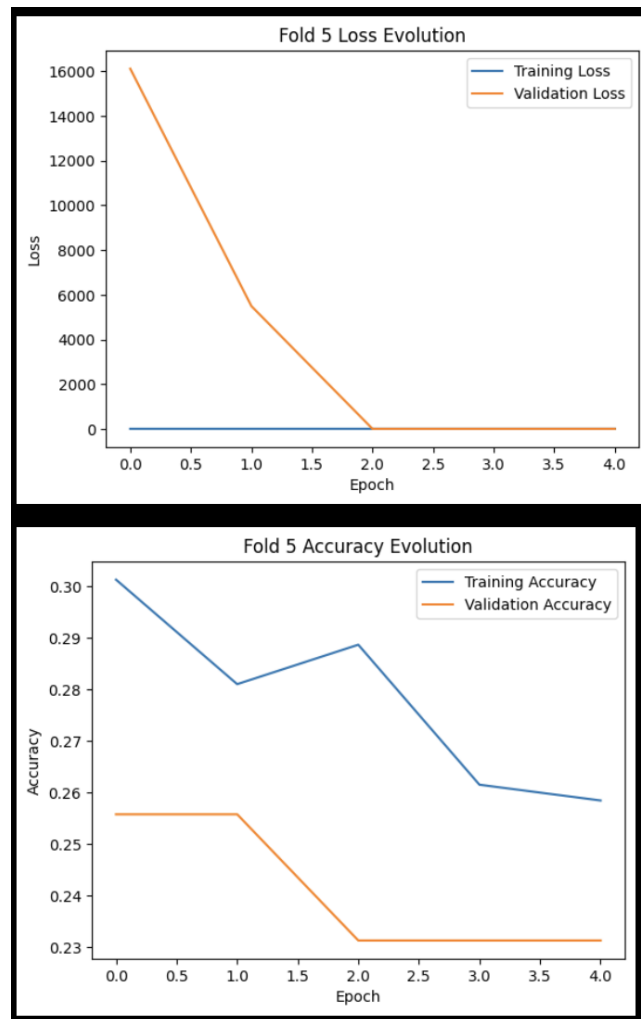 Fold 5 Loss Evolution
Training Loss
Validation Loss
16000
14000
12000
10000
8000
6000
4000
2000
0
Loss
0.0 0.5 1.0 1.5 2.0 2.5 3.0 3.5 4.0
Epoch
Fold 5 Accuracy Evolution
Training Accuracy
Validation Accuracy
0.30
0.29
0.28
0.27
0.26
0.25
0.24
0.23
Accuracy
0.0 0.5 1.0 1.5 2.0 2.5 3.0 3.5 4.0
Epoch